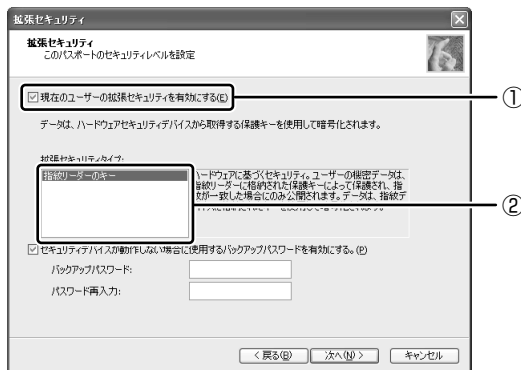 拡張セキュリティ
拡張セキュリティ
このパスポートのセキュリティレベルを設定
現在のユーザーの拡張セキュリティを有効にする(E)
①
データは、ハードウェアセキュリティデバイスから取得する保護キーを使用して暗号化されます。
拡張セキュリティタイプ:
指紋リーダーのキー
ハードウェアに基づくセキュリティ。ユーザーの機密データは、
指紋リーダーに格納された保護キーによって保護され、指
紋が一致した場合にのみ公開されます。データは、指紋デ
②
セキュリティデバイスが動作しない場合に使用するバックアップパスワードを有効にする。(P)
バックアップパスワード:
パスワード再入力:
< 戻る(B) 次へ(N) > キャンセル